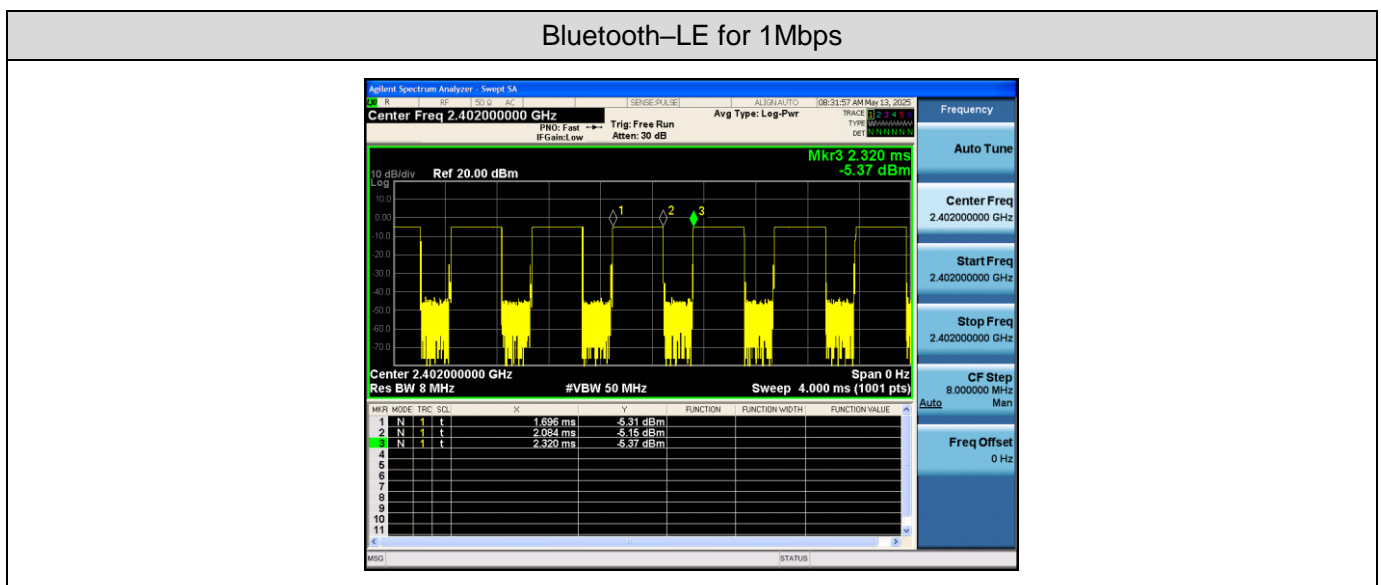 Bluetooth–LE for 1Mbps
Agilent Spectrum Analyzer - Swept SA
R RF 50 Ω AC SENSE:PULSE ALIGNAUTO 08:31:57 AM May 13, 2025
Center Freq 2.402000000 GHz
PNO: Fast
IFGain:Low
Trig: Free Run
Atten: 30 dB
Avg Type: Log-Pwr
TRACE 1 2 3 4 5 6
TYPE
DET N N N N N N
Mkr3 2.320 ms
-5.37 dBm
10 dB/div Ref 20.00 dBm
Log
10.0
0.00
-10.0
-20.0
-30.0
-40.0
-50.0
-60.0
-70.0
1 2 3
Center 2.402000000 GHz Span 0 Hz
Res BW 8 MHz #VBW 50 MHz Sweep 4.000 ms (1001 pts)
MKR MODE TRC SCL X Y FUNCTION FUNCTION WIDTH FUNCTION VALUE
1 N 1 t 1.696 ms -5.31 dBm
2 N 1 t 2.084 ms -5.15 dBm
3 N 1 t 2.320 ms -5.37 dBm
4
5
6
7
8
9
10
11
MSG STATUS
Frequency
Auto Tune
Center Freq
2.402000000 GHz
Start Freq
2.402000000 GHz
Stop Freq
2.402000000 GHz
CF Step
8.000000 MHz
Auto Man
Freq Offset
0 Hz